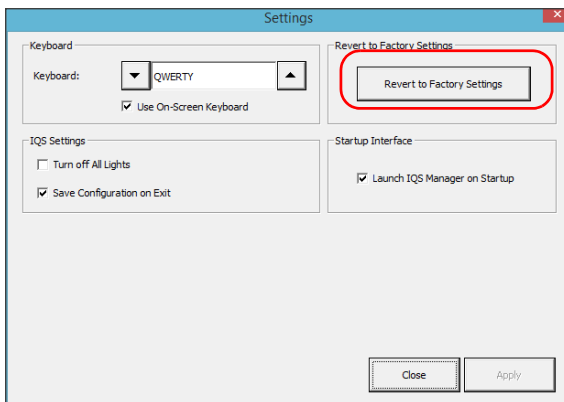 Settings
Keyboard
Keyboard:
QWERTY
Use On-Screen Keyboard
Revert to Factory Settings
Revert to Factory Settings
IQS Settings
Turn off All Lights
Save Configuration on Exit
Startup Interface
Launch IQS Manager on Startup
Close
Apply